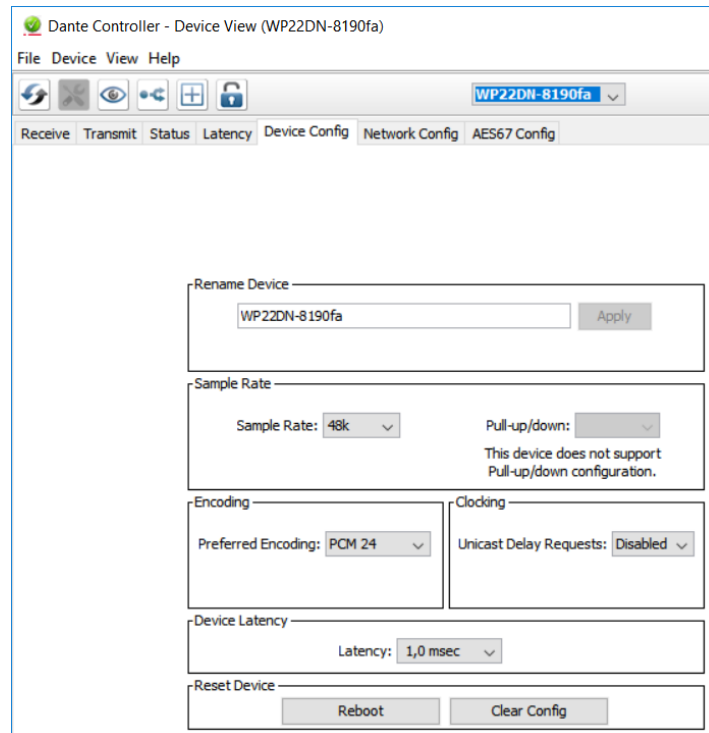 Dante Controller - Device View (WP22DN-8190fa)
File Device View Help
WP22DN-8190fa
Receive Transmit Status Latency Device Config Network Config AES67 Config
Rename Device
WP22DN-8190fa Apply
Sample Rate
Sample Rate: 48k Pull-up/down:
This device does not support
Pull-up/down configuration.
Encoding Clocking
Preferred Encoding: PCM 24 Unicast Delay Requests: Disabled
Device Latency
Latency: 1,0 msec
Reset Device
Reboot Clear Config